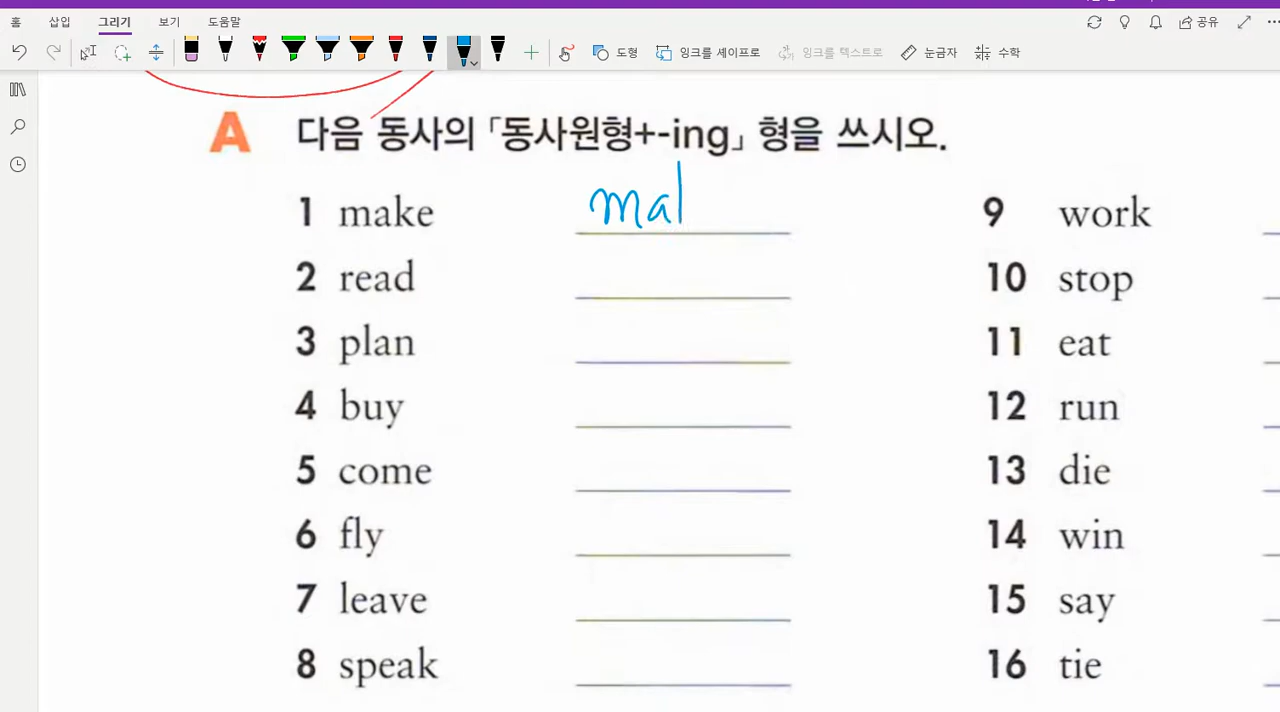 홈 삽입 그리기 보기 도움말 공유
도형 잉크를 셰이프로 잉크를 텍스트로 눈금자 수학
A 다음 동사의 「동사원형+-ing」 형을 쓰시오.
1 make mal
2 read
3 plan
4 buy
5 come
6 fly
7 leave
8 speak
9 work
10 stop
11 eat
12 run
13 die
14 win
15 say
16 tie